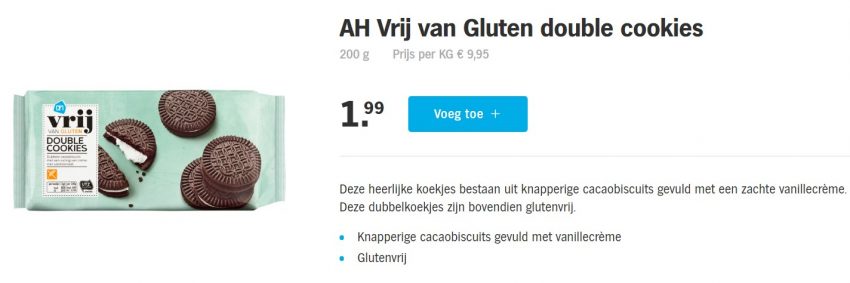 AH Vrij van Gluten double cookies
200 g Prijs per KG € 9,95
1.99
Voeg toe +
ah
vrij
VAN GLUTEN
DOUBLE
COOKIES
Deze heerlijke koekjes bestaan uit knapperige cacaobiscuits gevuld met een zachte vanillecrème.
Deze dubbelkoekjes zijn bovendien glutenvrij.
Knapperige cacaobiscuits gevuld met vanillecrème
Glutenvrij